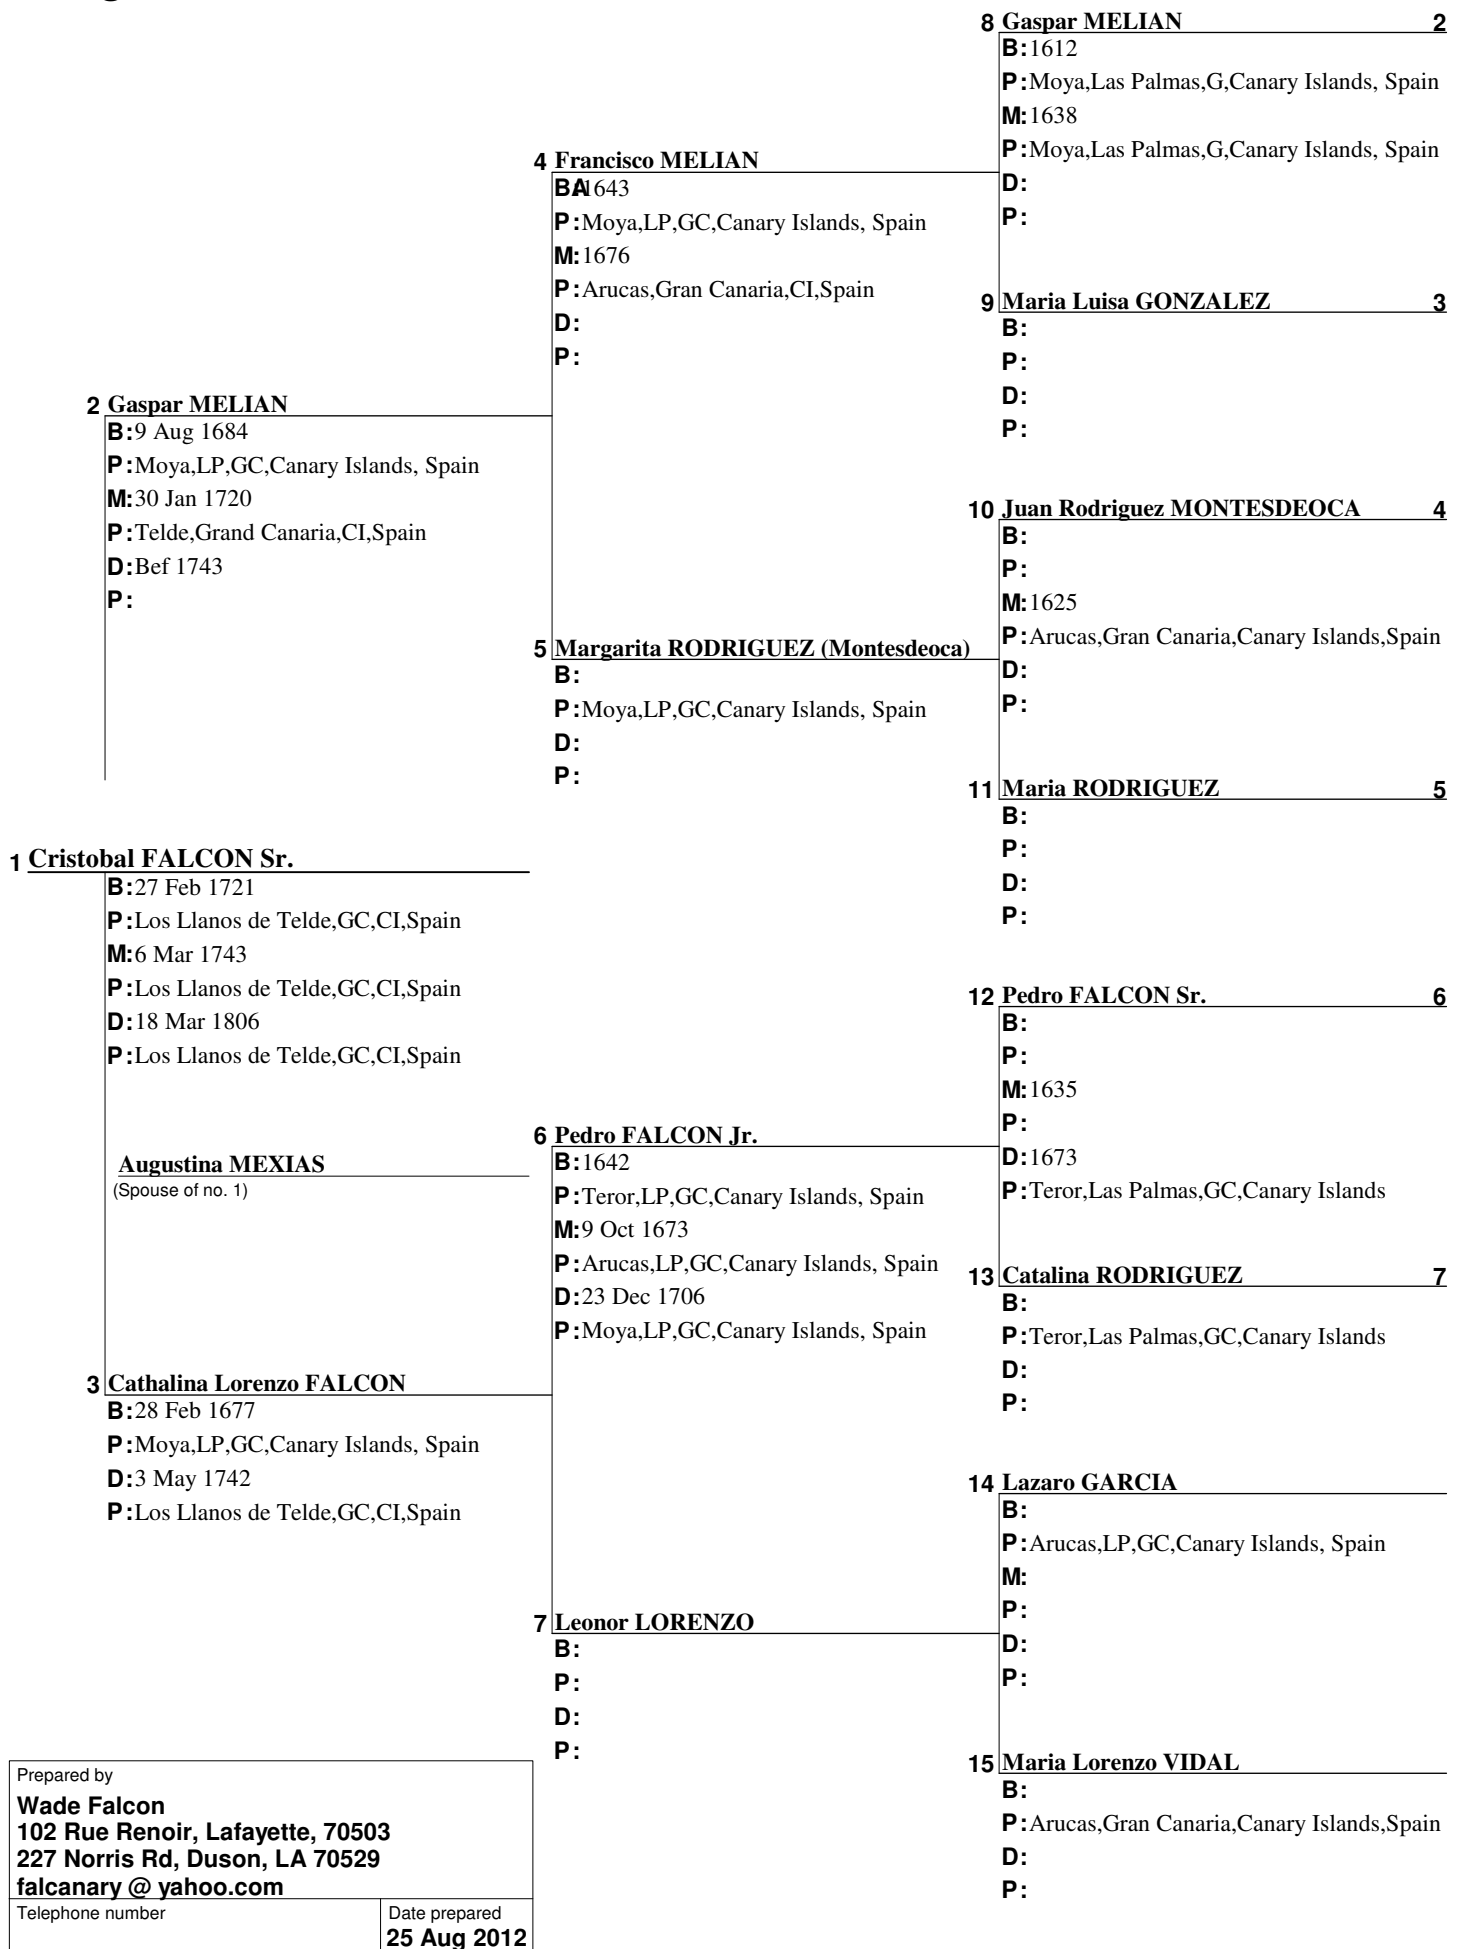 8 Gaspar MELIAN 2
B:1612
P:Moya,Las Palmas,G,Canary Islands, Spain
M:1638
P:Moya,Las Palmas,G,Canary Islands, Spain
D:
P:
4 Francisco MELIAN
BA1643
P:Moya,LP,GC,Canary Islands, Spain
M:1676
P:Arucas,Gran Canaria,CI,Spain
D:
P:
9 Maria Luisa GONZALEZ 3
B:
P:
D:
P:
2 Gaspar MELIAN
B:9 Aug 1684
P:Moya,LP,GC,Canary Islands, Spain
M:30 Jan 1720
P:Telde,Grand Canaria,CI,Spain
D:Bef 1743
P:
10 Juan Rodriguez MONTESDEOCA 4
B:
P:
M:1625
P:Arucas,Gran Canaria,Canary Islands,Spain
D:
P:
5 Margarita RODRIGUEZ (Montesdeoca)
B:
P:Moya,LP,GC,Canary Islands, Spain
D:
P:
11 Maria RODRIGUEZ 5
B:
P:
D:
P:
1 Cristobal FALCON Sr.
B:27 Feb 1721
P:Los Llanos de Telde,GC,CI,Spain
M:6 Mar 1743
P:Los Llanos de Telde,GC,CI,Spain
D:18 Mar 1806
P:Los Llanos de Telde,GC,CI,Spain
Augustina MEXIAS
(Spouse of no. 1)
12 Pedro FALCON Sr. 6
B:
P:
M:1635
P:
D:1673
P:Teror,Las Palmas,GC,Canary Islands
6 Pedro FALCON Jr.
B:1642
P:Teror,LP,GC,Canary Islands, Spain
M:9 Oct 1673
P:Arucas,LP,GC,Canary Islands, Spain
D:23 Dec 1706
P:Moya,LP,GC,Canary Islands, Spain
13 Catalina RODRIGUEZ 7
B:
P:Teror,Las Palmas,GC,Canary Islands
D:
P:
3 Cathalina Lorenzo FALCON
B:28 Feb 1677
P:Moya,LP,GC,Canary Islands, Spain
D:3 May 1742
P:Los Llanos de Telde,GC,CI,Spain
14 Lazaro GARCIA
B:
P:Arucas,LP,GC,Canary Islands, Spain
M:
P:
D:
P:
7 Leonor LORENZO
B:
P:
D:
P:
15 Maria Lorenzo VIDAL
B:
P:Arucas,Gran Canaria,Canary Islands,Spain
D:
P:
Prepared by
Wade Falcon
102 Rue Renoir, Lafayette, 70503
227 Norris Rd, Duson, LA 70529
falcanary @ yahoo.com
Telephone number
Date prepared
25 Aug 2012